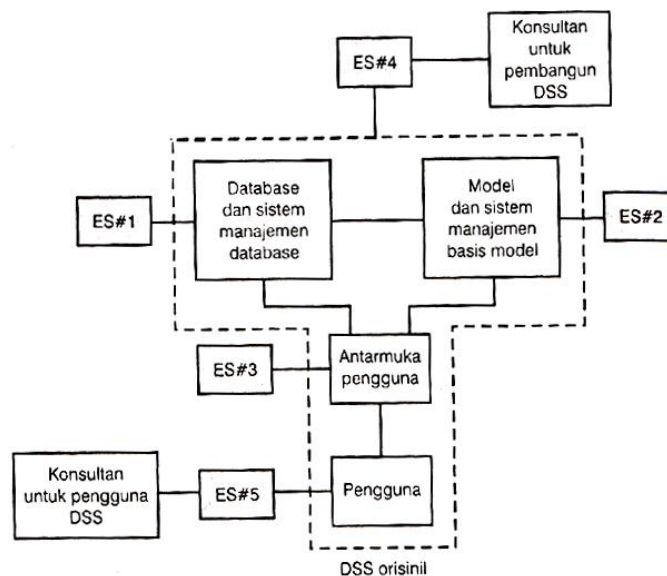 Konsultan
untuk
pembangun
DSS
ES#4
Database
dan sistem
manajemen
database
Model
dan sistem
manajemen
basis model
ES#1
ES#2
Antarmuka
pengguna
ES#3
Konsultan
untuk pengguna
DSS
ES#5
Pengguna
DSS orisinil